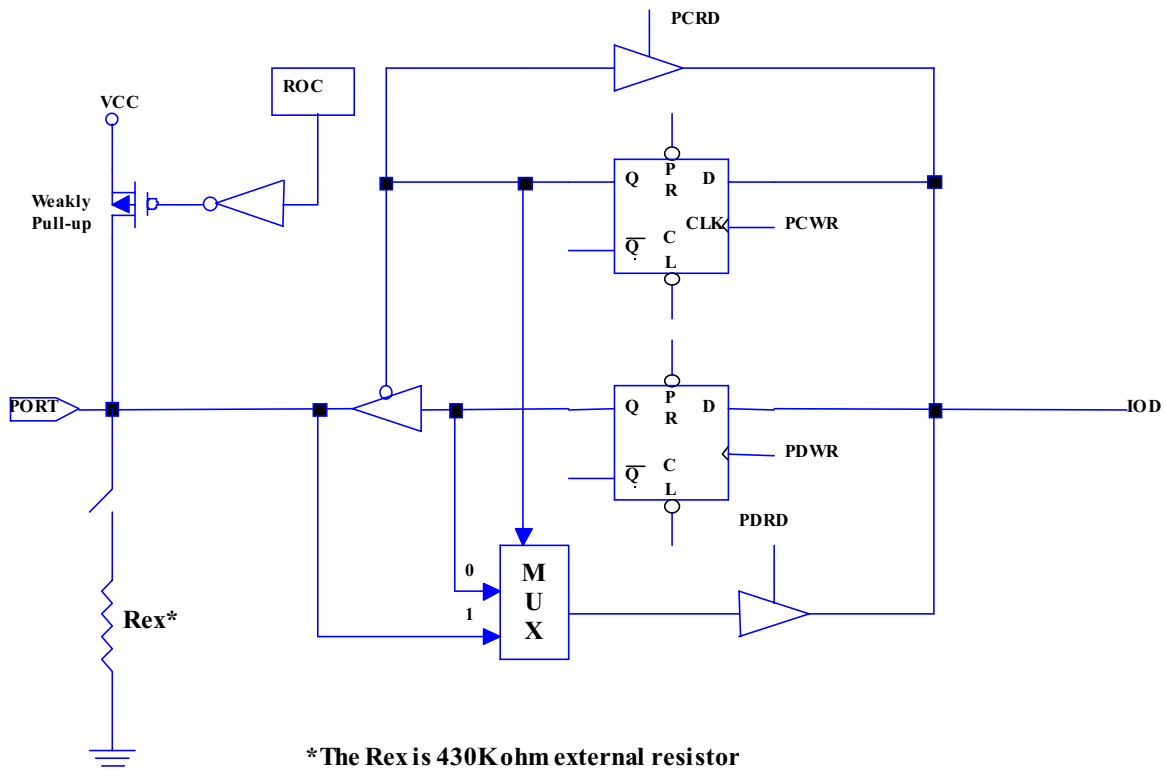 PCRD
ROC
VCC
Weakly
Pull-up
Q
P
R
D
CLK
PCWR
Q
C
L
PORT
Q
P
R
D
IOD
PDWR
Q
C
L
PDRD
0
1
M
U
X
Rex*
*The Rex is 430K ohm external resistor